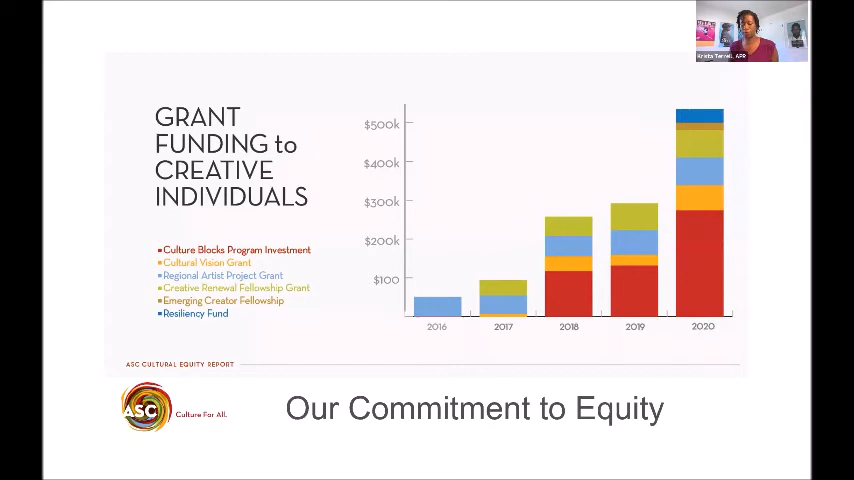 Krista Terrell, APR
GRANT
FUNDING to
CREATIVE
INDIVIDUALS
Culture Blocks Program Investment
Cultural Vision Grant
Regional Artist Project Grant
Creative Renewal Fellowship Grant
Emerging Creator Fellowship
Resiliency Fund
$500k
$400k
$300k
$200k
$100
2016 2017 2018 2019 2020
ASC CULTURAL EQUITY REPORT
ASC Culture For All.
Our Commitment to Equity